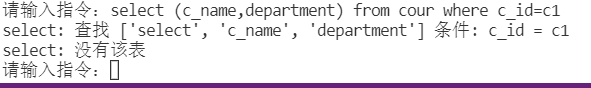 请输入指令：select (c_name,department) from cour where c_id=c1
select: 查找 ['select', 'c_name', 'department'] 条件: c_id = c1
select: 没有该表
请输入指令：